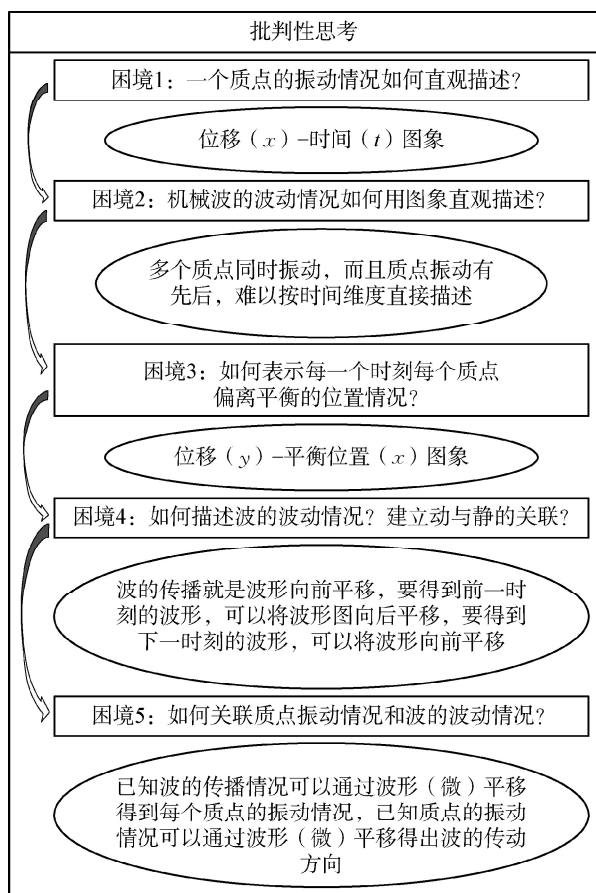 批判性思考
困境1：一个质点的振动情况如何直观描述？
位移（x）-时间（t）图象
困境2：机械波的波动情况如何用图象直观描述？
多个质点同时振动，而且质点振动有
先后，难以按时间维度直接描述
困境3：如何表示每一个时刻每个质点
偏离平衡的位置情况？
位移（y）-平衡位置（x）图象
困境4：如何描述波的波动情况？建立动与静的关联？
波的传播就是波形向前平移，要得到前一时
刻的波形，可以将波形图向后平移，要得到
下一时刻的波形，可以将波形向前平移
困境5：如何关联质点振动情况和波的波动情况？
已知波的传播情况可以通过波形（微）平移
得到每个质点的振动情况，已知质点的振动
情况可以通过波形（微）平移得出波的传动
方向